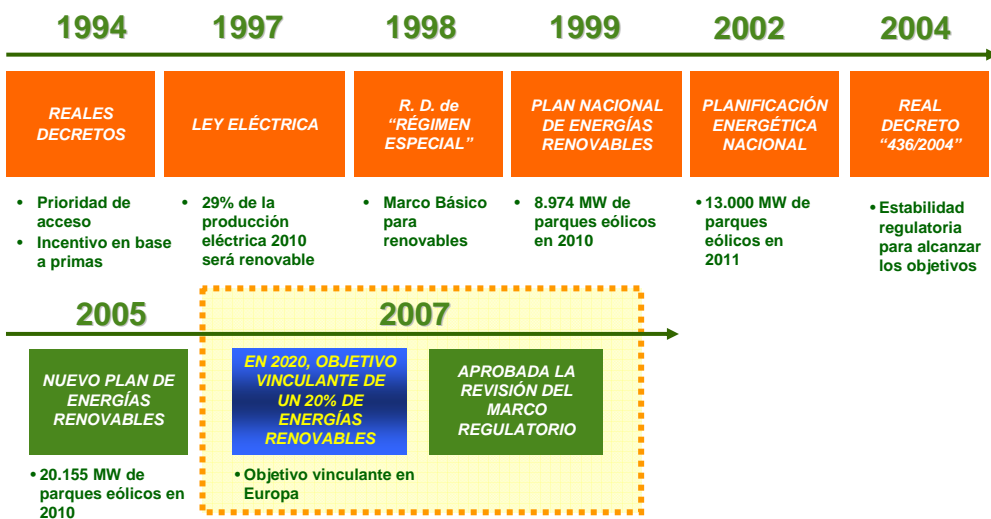 1994
1997
1998
1999
2002
2004
REALES
DECRETOS
LEY ELÉCTRICA
R. D. de
“RÉGIMEN
ESPECIAL”
PLAN NACIONAL
DE ENERGÍAS
RENOVABLES
PLANIFICACIÓN
ENERGÉTICA
NACIONAL
REAL
DECRETO
“436/2004”
• Prioridad de
acceso
• Incentivo en base
a primas
• 29% de la
producción
eléctrica 2010
será renovable
• Marco Básico
para
renovables
• 8.974 MW de
parques eólicos
en 2010
• 13.000 MW de
parques
eólicos en
2011
• Estabilidad
regulatoria
para alcanzar
los objetivos
2005
2007
NUEVO PLAN DE
ENERGÍAS
RENOVABLES
EN 2020, OBJETIVO
VINCULANTE DE
UN 20% DE
ENERGÍAS
RENOVABLES
APROBADA LA
REVISIÓN DEL
MARCO
REGULATORIO
• 20.155 MW de
parques eólicos en
2010
• Objetivo vinculante en
Europa